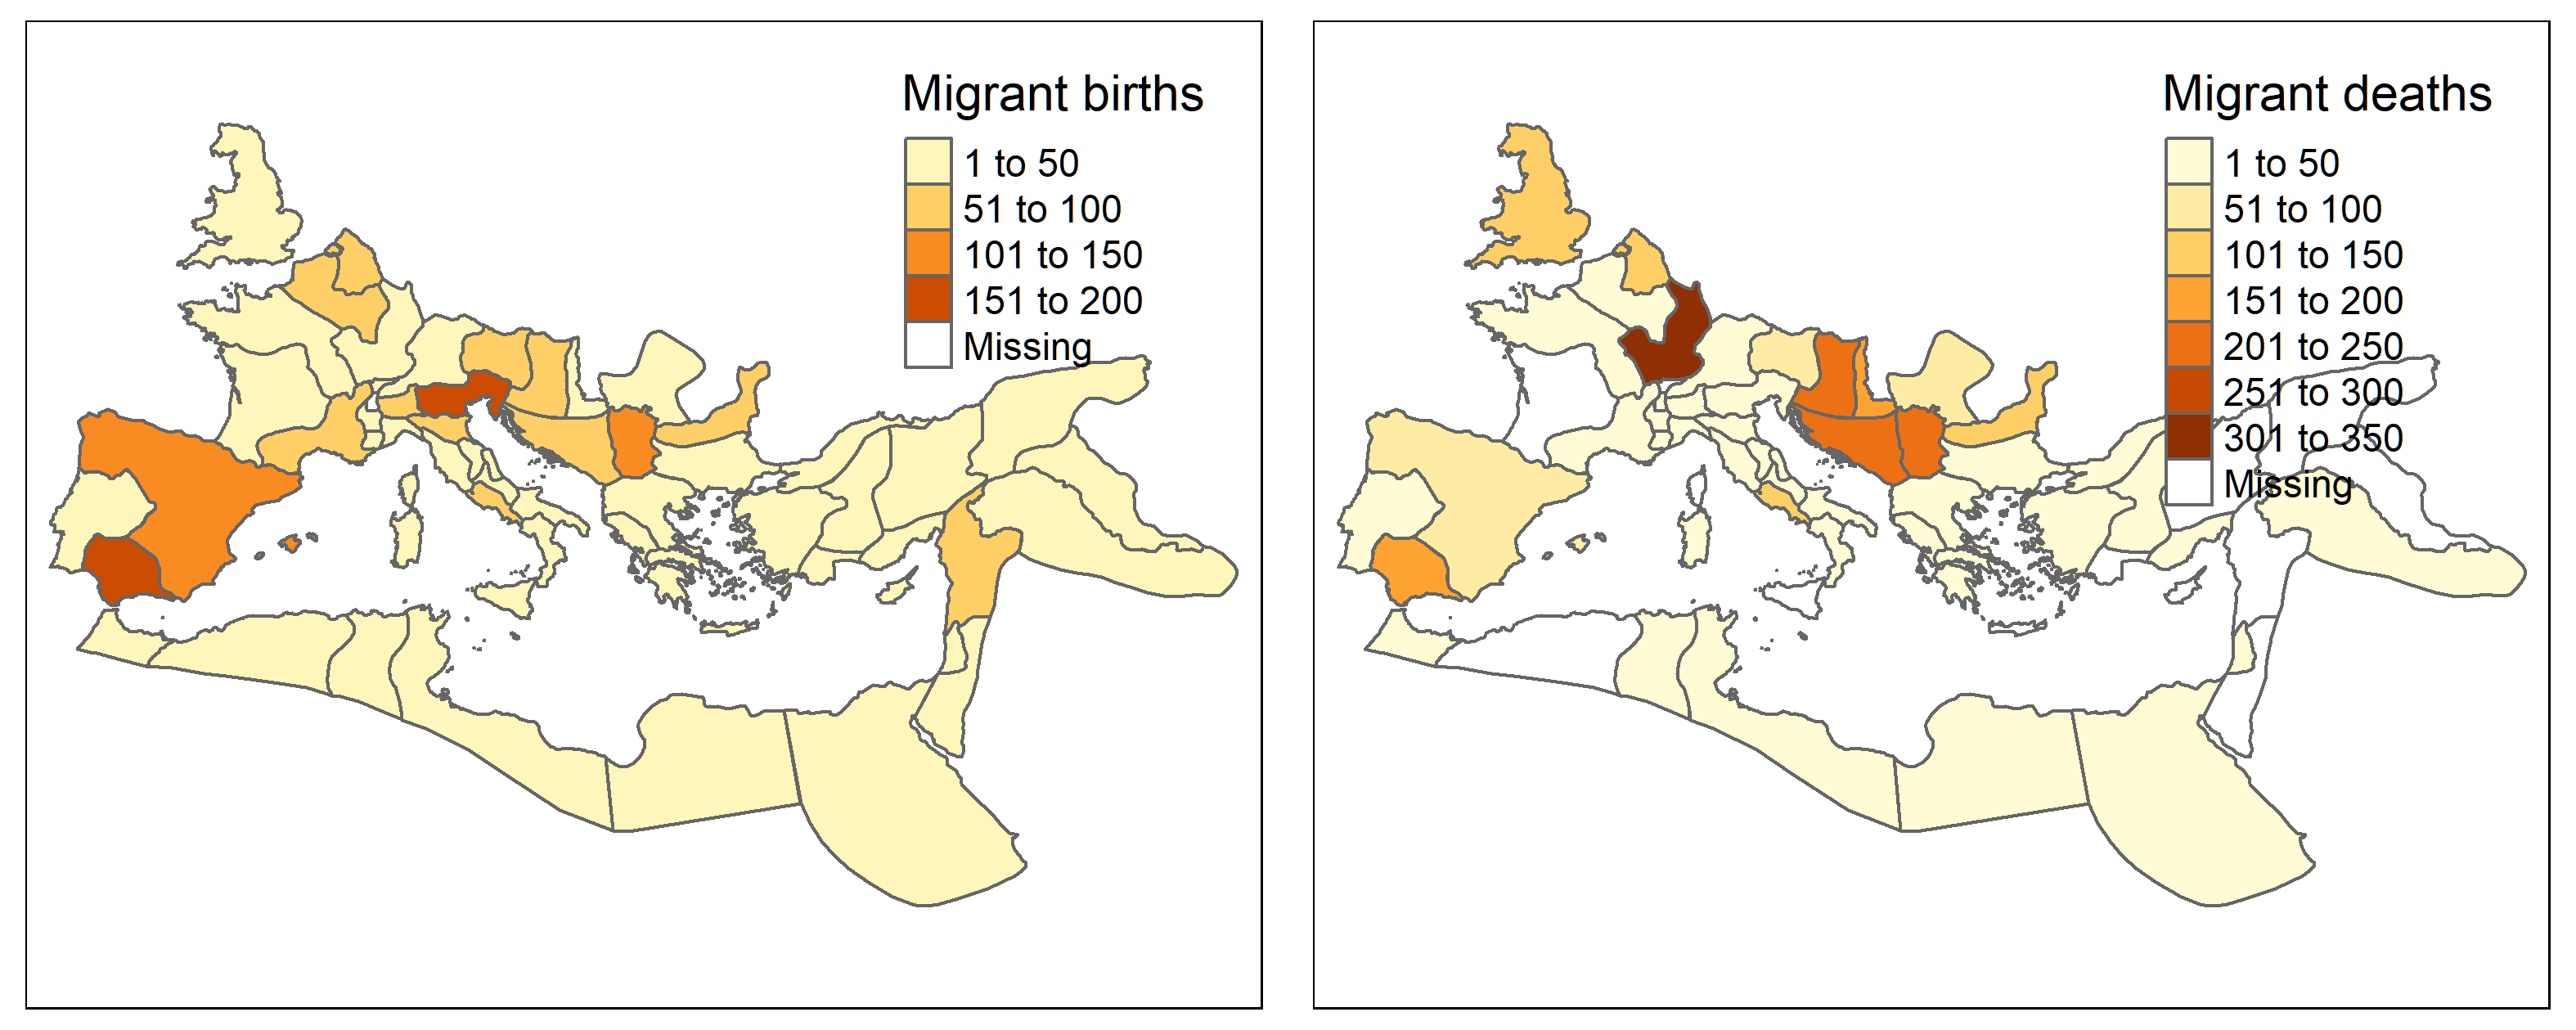 Migrant births
1 to 50
51 to 100
101 to 150
151 to 200
Missing
Migrant deaths
1 to 50
51 to 100
101 to 150
151 to 200
201 to 250
251 to 300
301 to 350
Missing